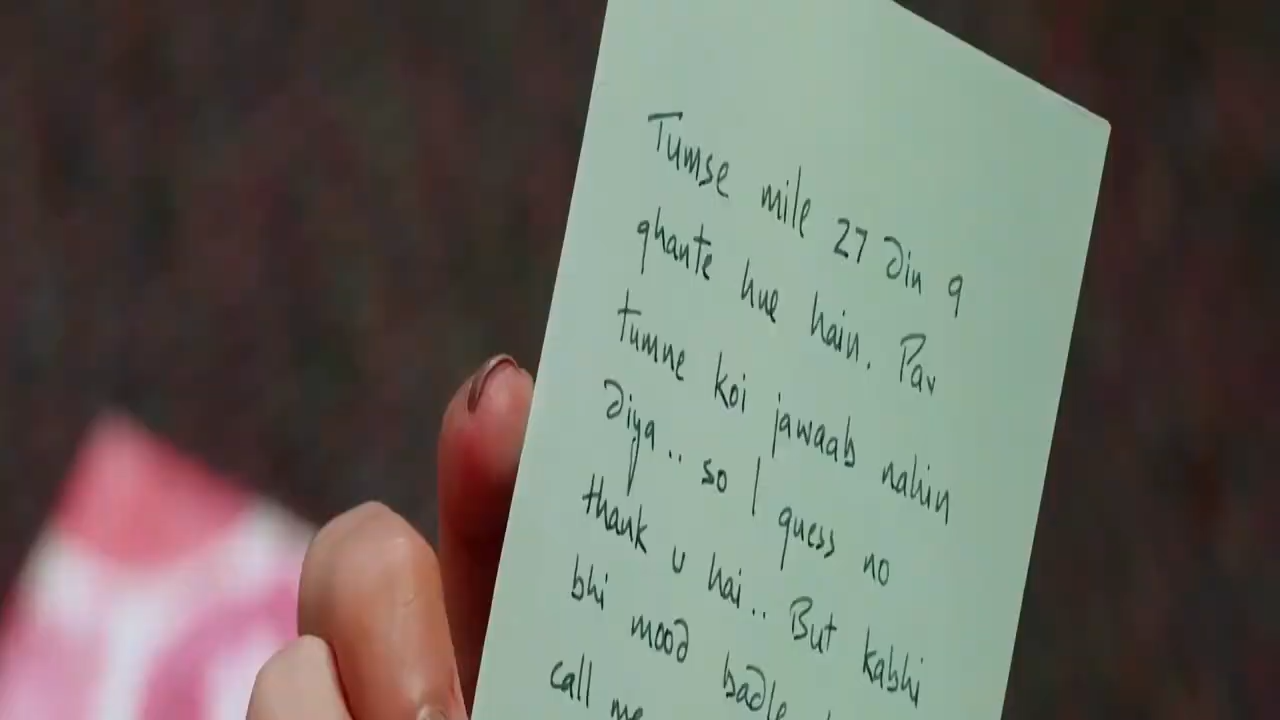 Tumse mile 27 din 9
ghante hue hain. Par
tumne koi jawaab nahin
diya.. so I guess no
thank u hai.. But kabhi
bhi mood badle
call me